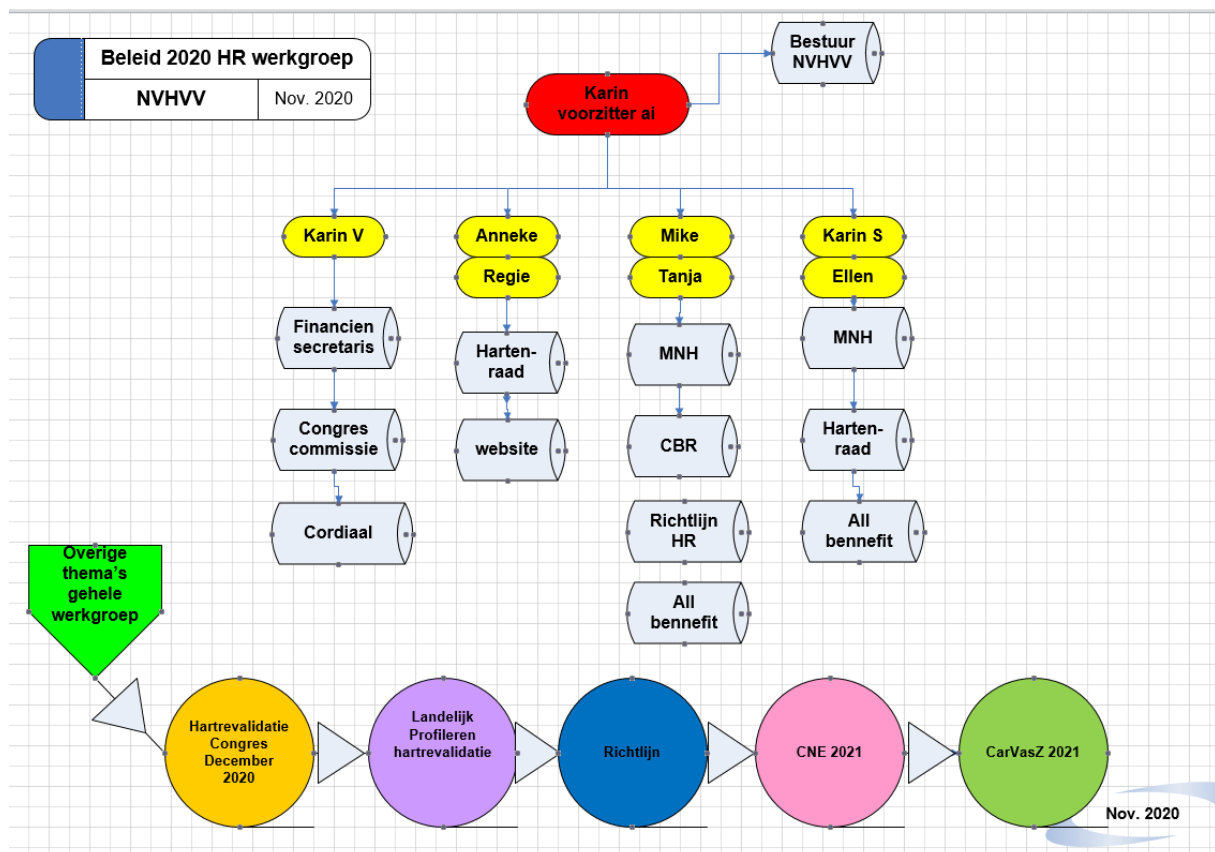 Beleid 2020 HR werkgroep
NVHVV
Nov. 2020
Bestuur
NVHVV
Karin
voorzitter ai
Karin V
Anneke
Regie
Mike
Tanja
Karin S
Ellen
Financien
secretaris
Congres
commissie
Cordiaal
Harten-
raad
website
MNH
CBR
Richtlijn
HR
All
bennefit
MNH
Harten-
raad
All
bennefit
Overige
thema's
gehele
werkgroep
Hartrevalidatie
Congres
December
2020
Landelijk
Profileren
hartrevalidatie
Richtlijn
CNE 2021
CarVasZ 2021
Nov. 2020